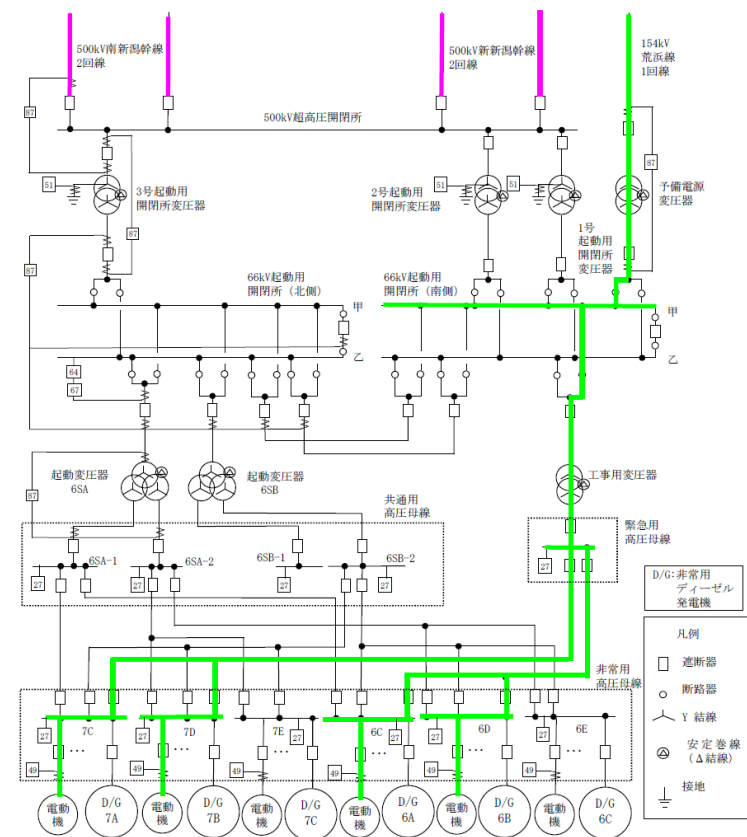 500kV南新潟幹線
2回線
500kV新新潟幹線
2回線
154kV
荒浜線
1回線
87
500kV超高圧開閉所
87
51
3号起動用
開閉所変圧器
51
2号起動用
開閉所変圧器
51
予備電源
変圧器
1号
起動用
開閉所
変圧器
87
87
66kV起動用
開閉所（北側）
66kV起動用
開閉所（南側）
甲
甲
乙
乙
64
67
起動変圧器
6SA
起動変圧器
6SB
工事用変圧器
87
共通用
高圧母線
緊急用
高圧母線
6SA-1
6SA-2
6SB-1
6SB-2
27
27
27
27
27
D/G:非常用
ディーゼル
発電機
凡例
遮断器
断路器
Y 結線
安定巻線
(Δ結線)
接地
非常用
高圧母線
7C
7D
7E
6C
6D
6E
27
27
27
27
27
27
…
…
…
…
…
…
49
49
49
49
49
49
電動
機
D/G
7A
電動
機
D/G
7B
電動
機
D/G
7C
電動
機
D/G
6A
電動
機
D/G
6B
電動
機
D/G
6C